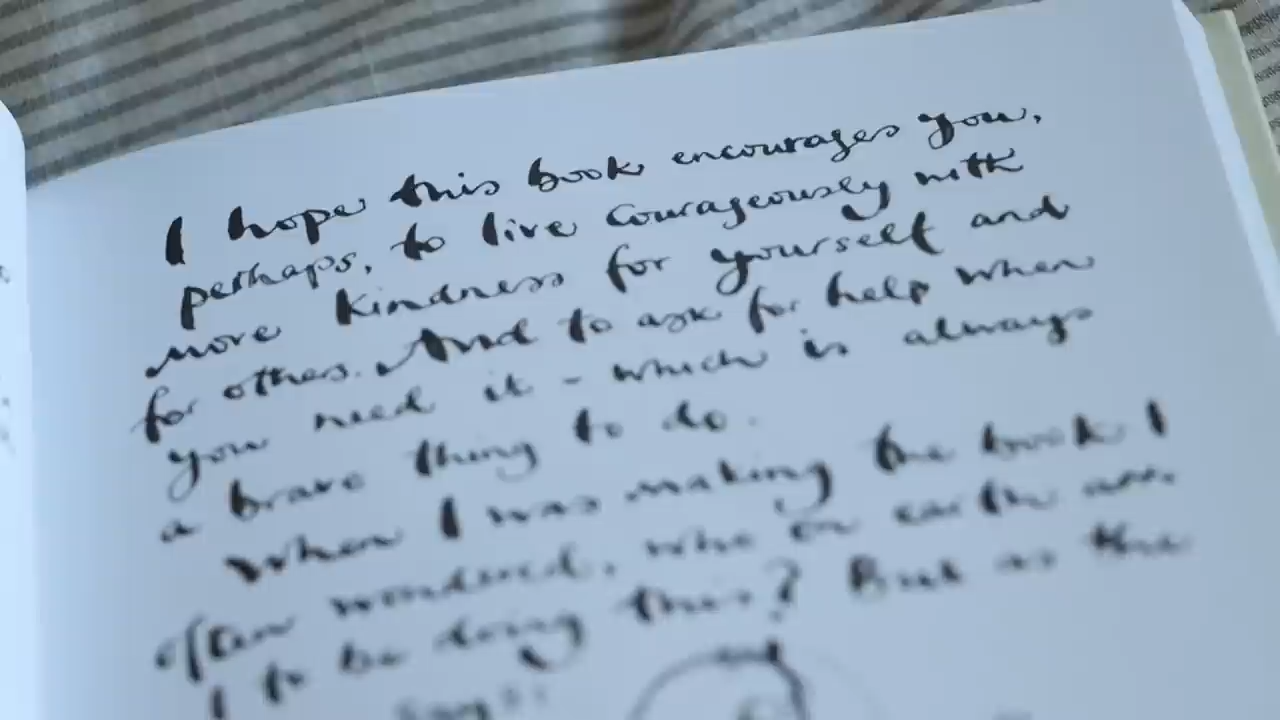 I hope this book encourages you,
perhaps, to live courageously with
more kindness for yourself and
for others. And to ask for help when
you need it - which is always
a brave thing to do.
When I was making the book I
often wondered, who on earth am
I to be doing this? But as the
says: